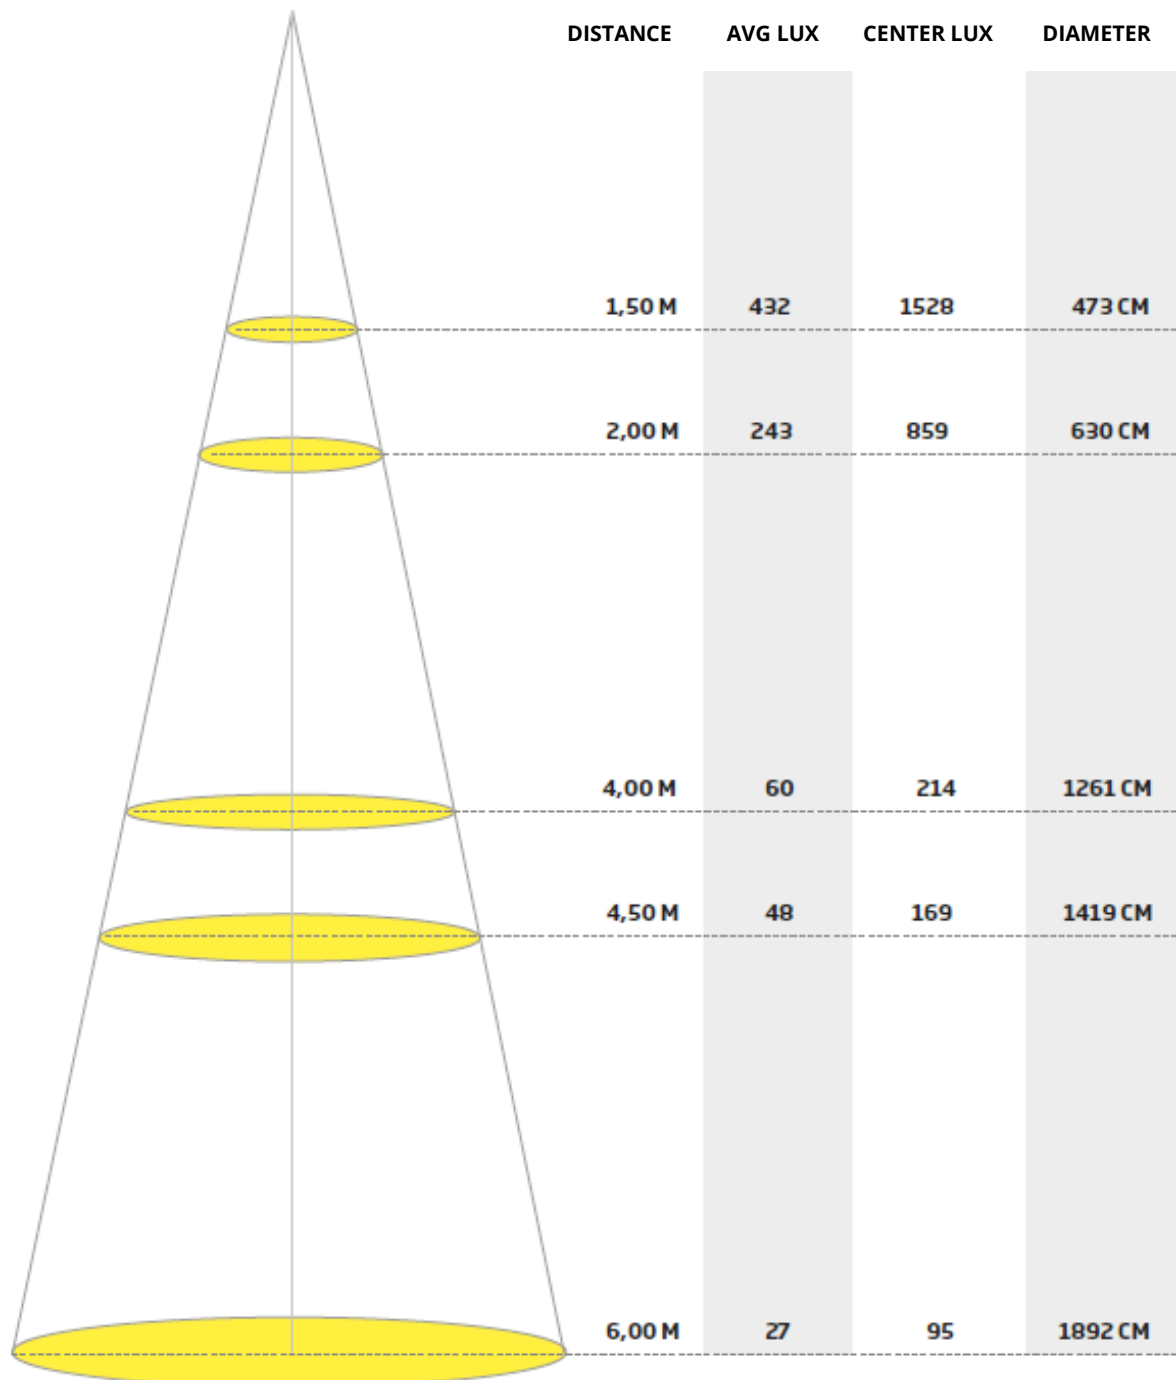 DISTANCE AVG LUX CENTER LUX DIAMETER
1,50 M 432 1528 473 CM
2,00 M 243 859 630 CM
4,00 M 60 214 1261 CM
4,50 M 48 169 1419 CM
6,00 M 27 95 1892 CM